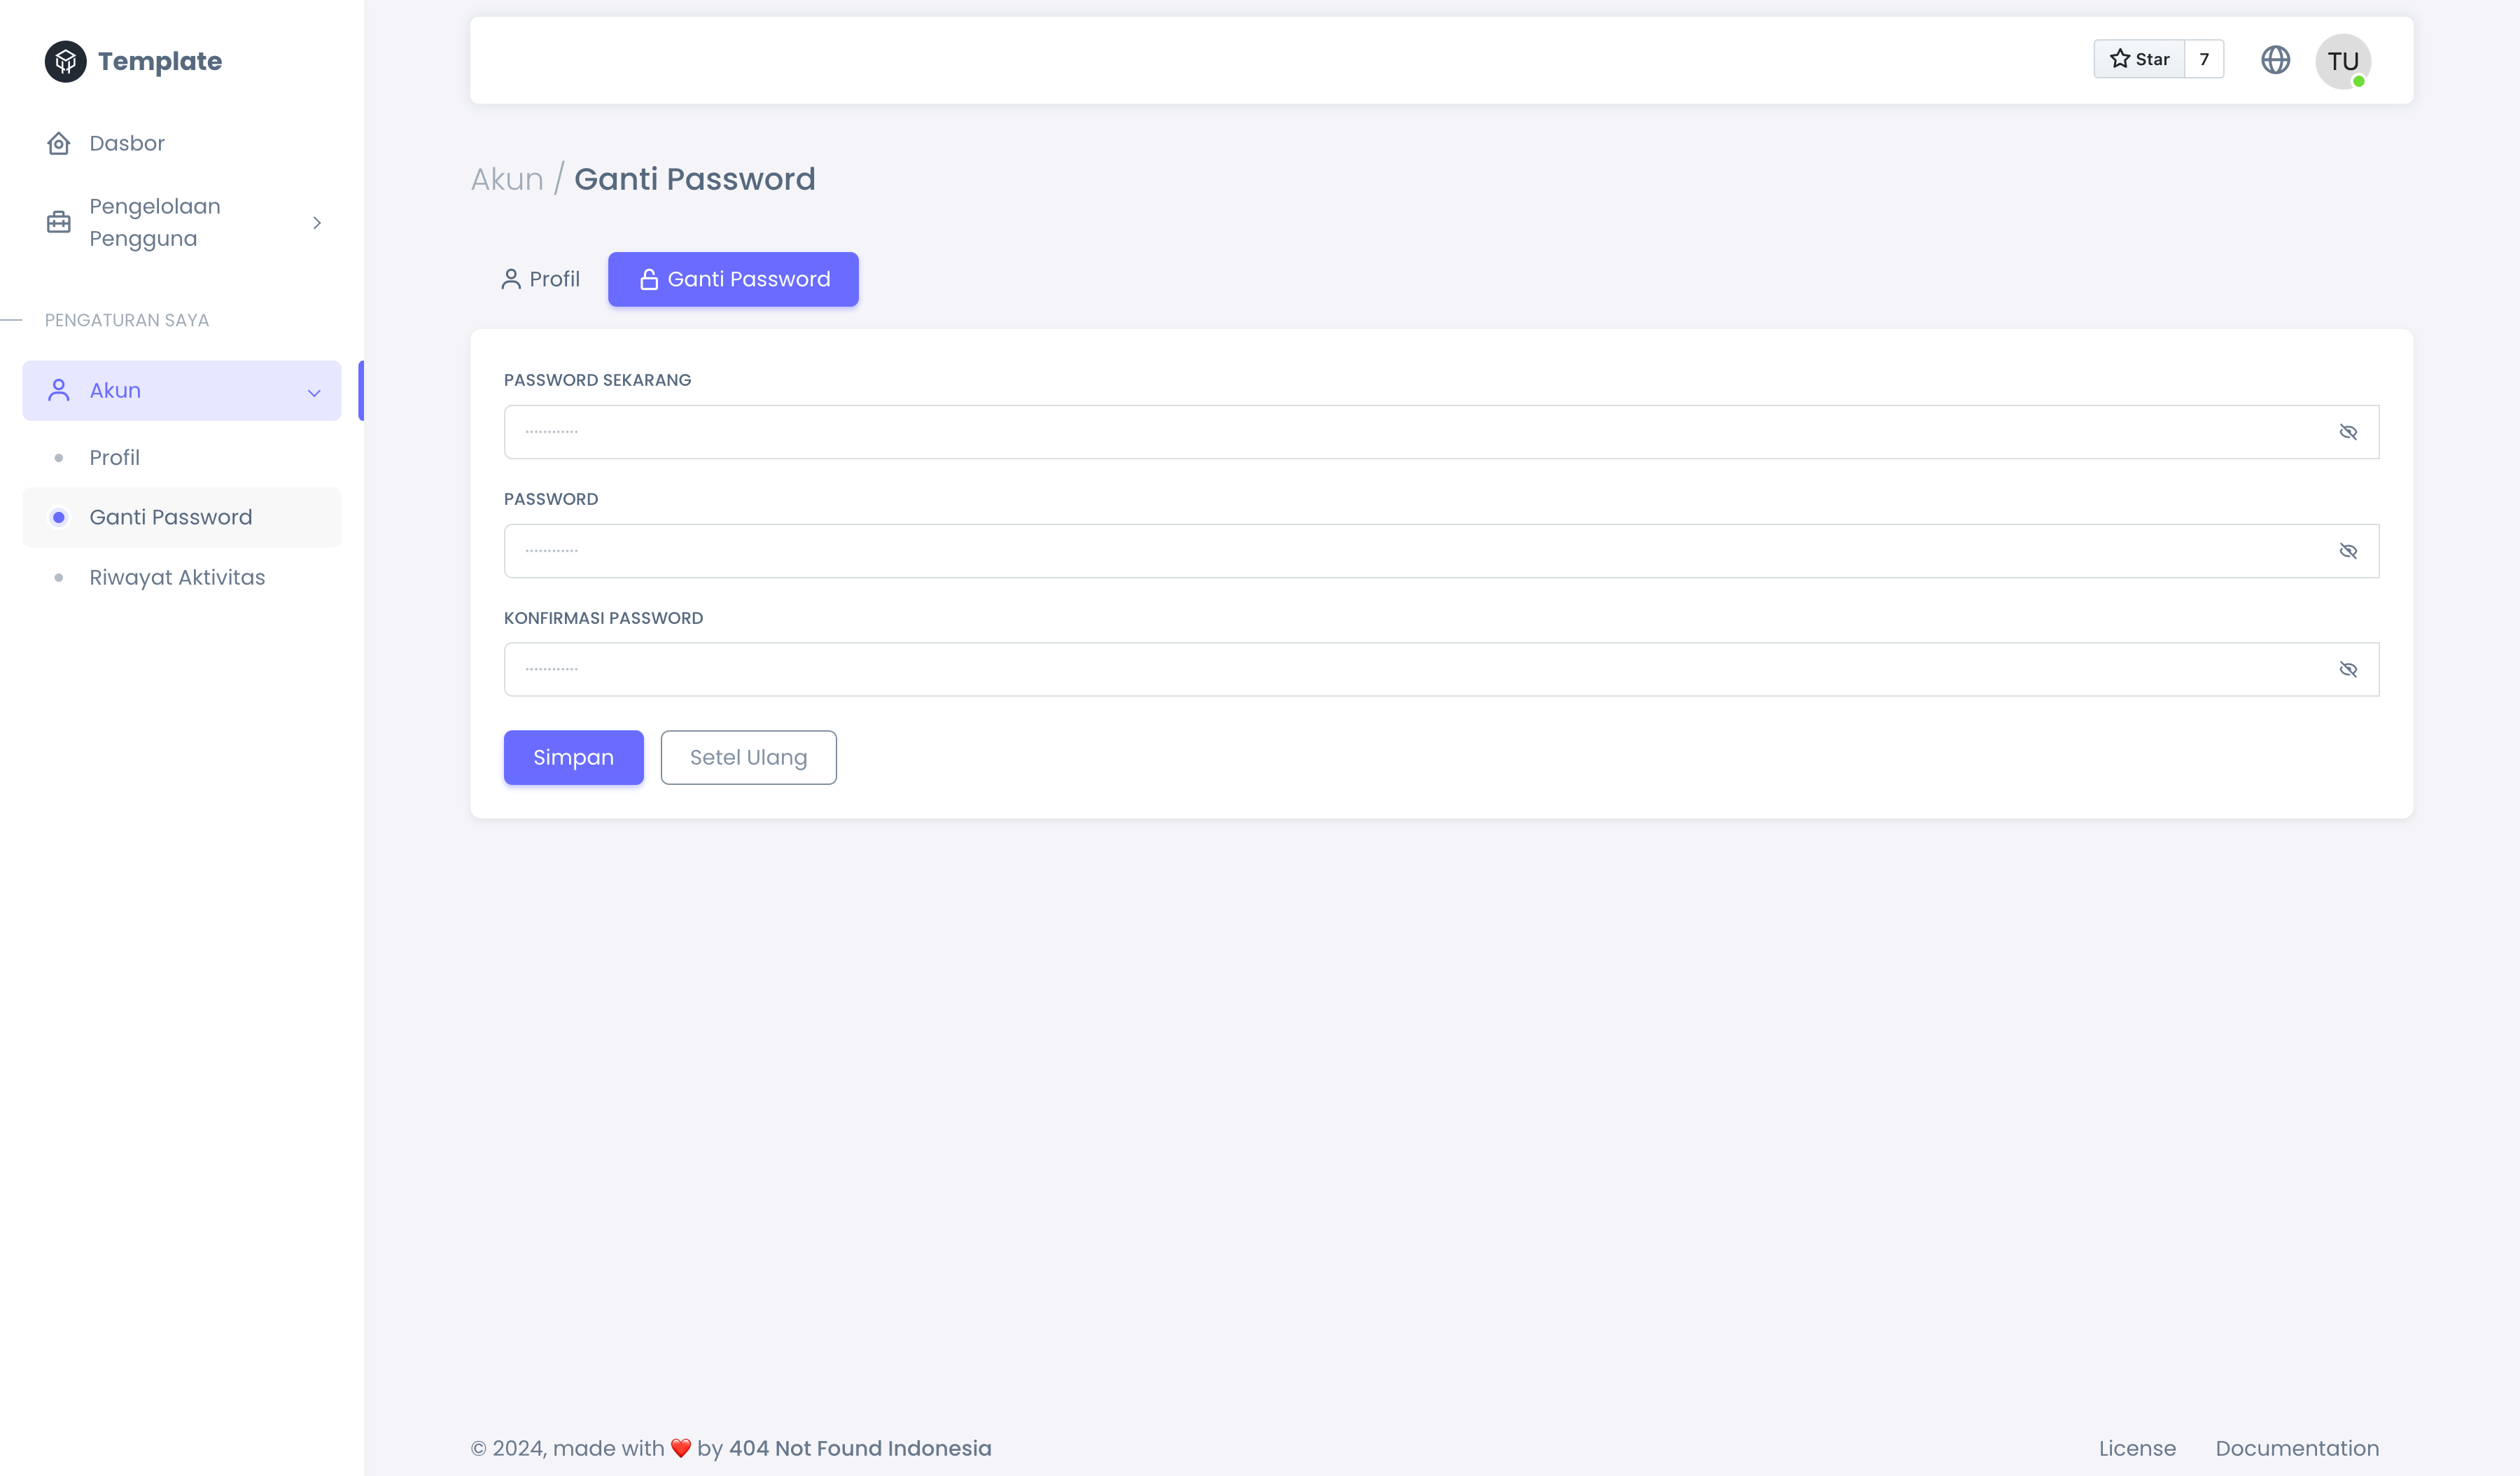 Template
Dasbor
Pengelolaan
Pengguna
PENGATURAN SAYA
Akun
Profil
Ganti Password
Riwayat Aktivitas
Star 7
TU
Akun / Ganti Password
Profil
Ganti Password
PASSWORD SEKARANG
············
PASSWORD
············
KONFIRMASI PASSWORD
············
Simpan
Setel Ulang
© 2024, made with ❤️ by 404 Not Found Indonesia
License
Documentation